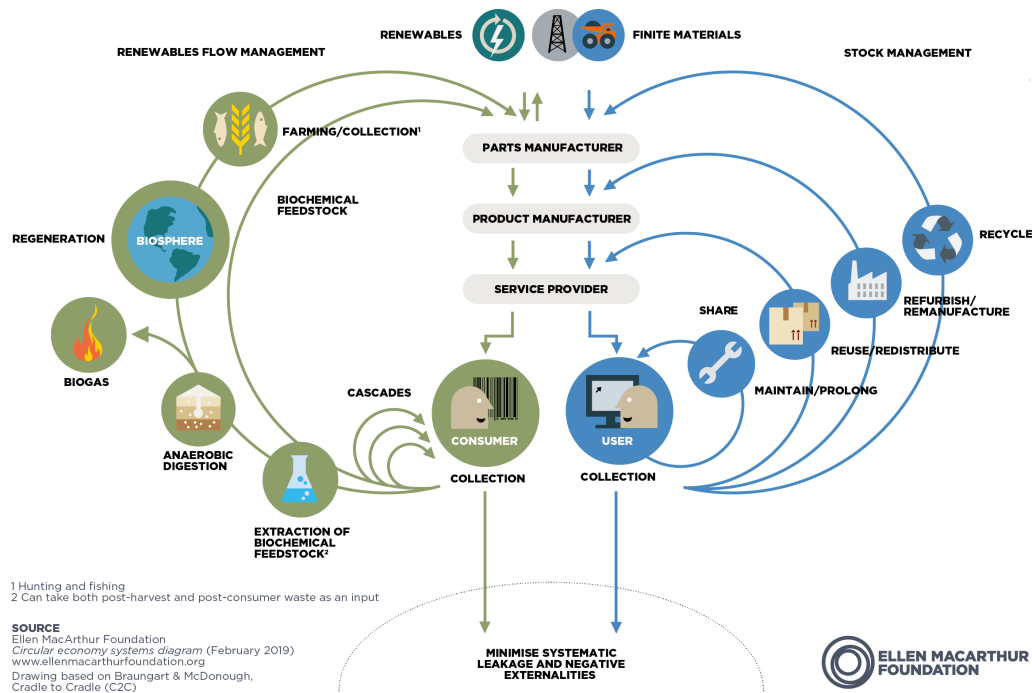 RENEWABLES
FINITE MATERIALS
RENEWABLES FLOW MANAGEMENT
STOCK MANAGEMENT
FARMING/COLLECTION¹
PARTS MANUFACTURER
BIOCHEMICAL
FEEDSTOCK
PRODUCT MANUFACTURER
REGENERATION
BIOSPHERE
RECYCLE
SERVICE PROVIDER
SHARE
REFURBISH/
REMANUFACTURE
REUSE/REDISTRIBUTE
BIOGAS
CASCADES
MAINTAIN/PROLONG
CONSUMER
USER
ANAEROBIC
DIGESTION
COLLECTION
COLLECTION
EXTRACTION OF
BIOCHEMICAL
FEEDSTOCK²
1 Hunting and fishing
2 Can take both post-harvest and post-consumer waste as an input
SOURCE
Ellen MacArthur Foundation
Circular economy systems diagram (February 2019)
www.ellenmacarthurfoundation.org
Drawing based on Braungart & McDonough,
Cradle to Cradle (C2C)
MINIMISE SYSTEMATIC
LEAKAGE AND NEGATIVE
EXTERNALITIES
ELLEN MACARTHUR
FOUNDATION